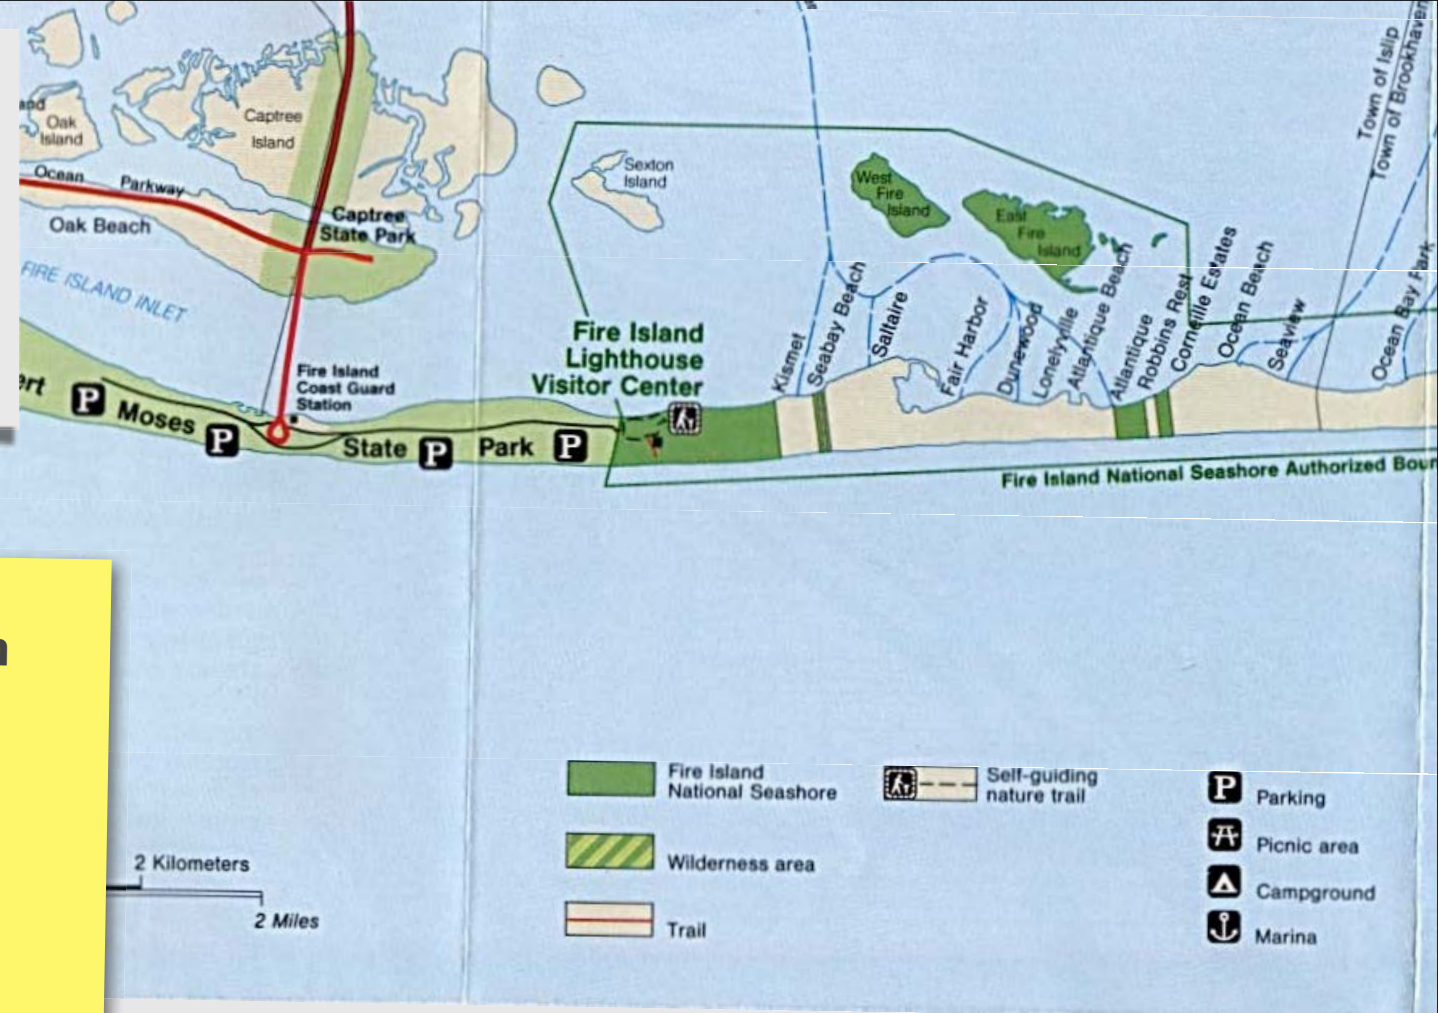 Town of Islip
Town of Brookhaven
Captree
Island
Oak
Island
Sexton
Island
West
Fire
Island
East
Fire
Island
Ocean Parkway
Captree
State Park
Oak Beach
FIRE ISLAND INLET
Fire Island
Lighthouse
Visitor Center
Kismet
Seabay Beach
Saltaire
Fair Harbor
Dunewood
Lonelyville
Atlantique Beach
Atlantique
Robbins Rest
Corneille Estates
Ocean Beach
Seaview
Ocean Bay Park
Fire Island
Coast Guard
Station
P
Moses
P
State
P
Park
P
Fire Island National Seashore Authorized Boun
Fire Island
National Seashore
Wilderness area
Trail
Self-guiding
nature trail
P Parking
Picnic area
Campground
Marina
2 Kilometers
2 Miles